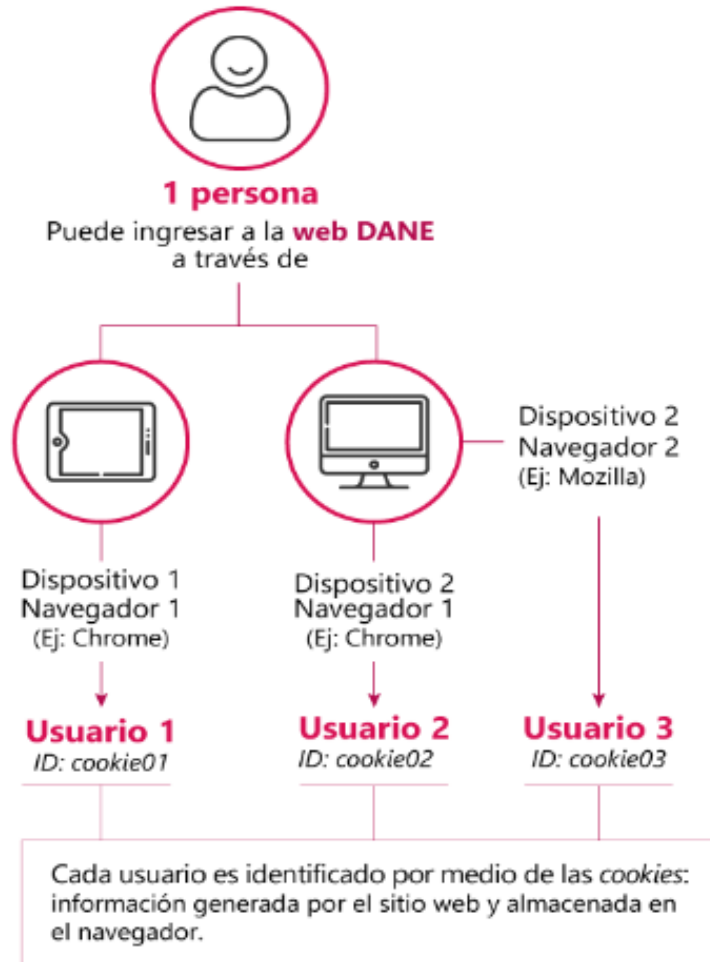 1 persona
Puede ingresar a la web DANE
a través de
Dispositivo 2
Navegador 2
(Ej: Mozilla)
Dispositivo 1
Navegador 1
(Ej: Chrome)
Dispositivo 2
Navegador 1
(Ej: Chrome)
Usuario 1
ID: cookie01
Usuario 2
ID: cookie02
Usuario 3
ID: cookie03
Cada usuario es identificado por medio de las cookies:
información generada por el sitio web y almacenada en
el navegador.